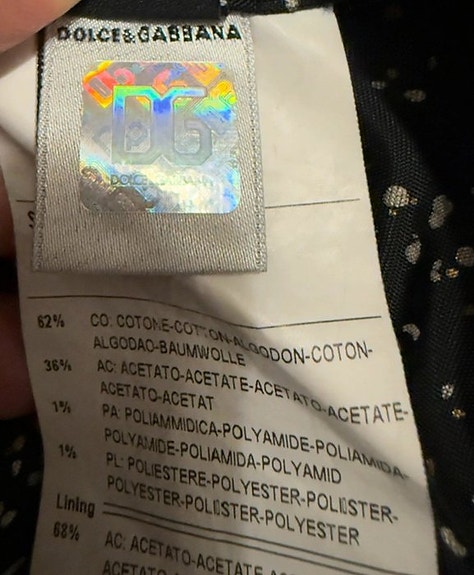 DOLCE&GABBANA
DG
62% CO: COTONE-COTTON-ALGODON-COTON-
ALGODAO-BAUMWOLLE
36% AC: ACETATO-ACETATE-ACETATO-ACETATE-
ACETATO-ACETAT
1% PA: POLIAMMIDICA-POLYAMIDE-POLIAMIDA-
POLYAMIDE-POLIAMIDA-POLYAMID
1% PL: POLIESTERE-POLYESTER-POLIESTER-
POLYESTER-POLIESTER-POLYESTER
Lining
68% AC: ACETATO-ACETATE
ACETATO